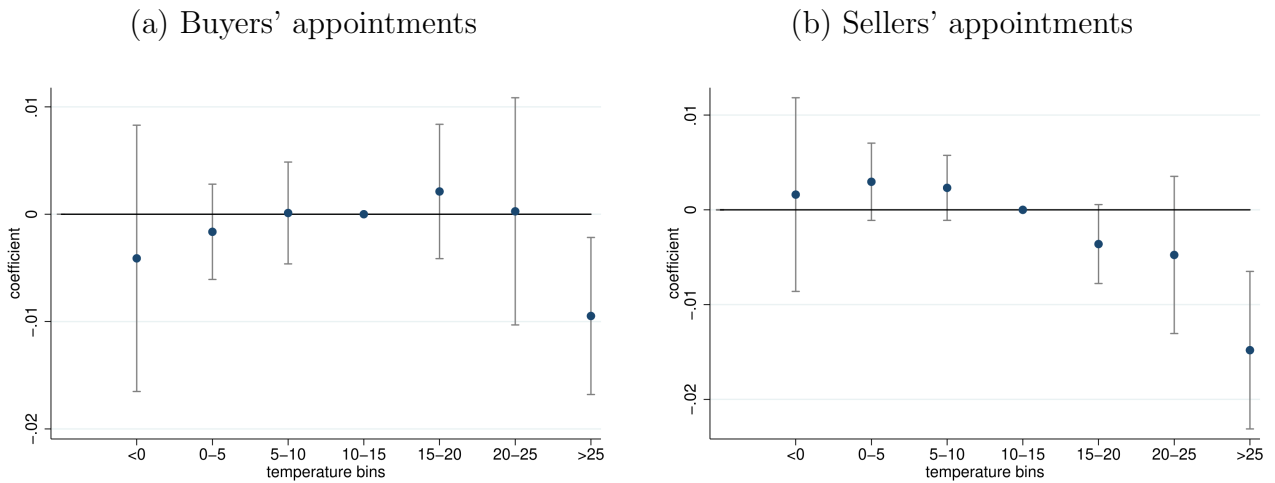 (a) Buyers’ appointments
.01
0
−.01
−.02
coefficient
<0 0−5 5−10 10−15 15−20 20−25 >25
temperature bins
(b) Sellers’ appointments
.01
0
−.01
−.02
coefficient
<0 0−5 5−10 10−15 15−20 20−25 >25
temperature bins